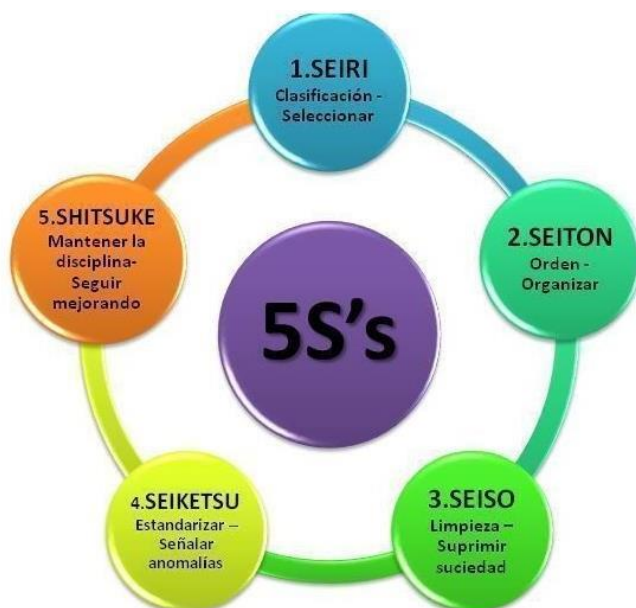 1.SEIRI
Clasificación -
Seleccionar
2.SEITON
Orden -
Organizar
3.SEISO
Limpieza –
Suprimir
suciedad
4.SEIKETSU
Estandarizar –
Señalar
anomalías
5.SHITSUKE
Mantener la
disciplina-
Seguir
mejorando
5S's